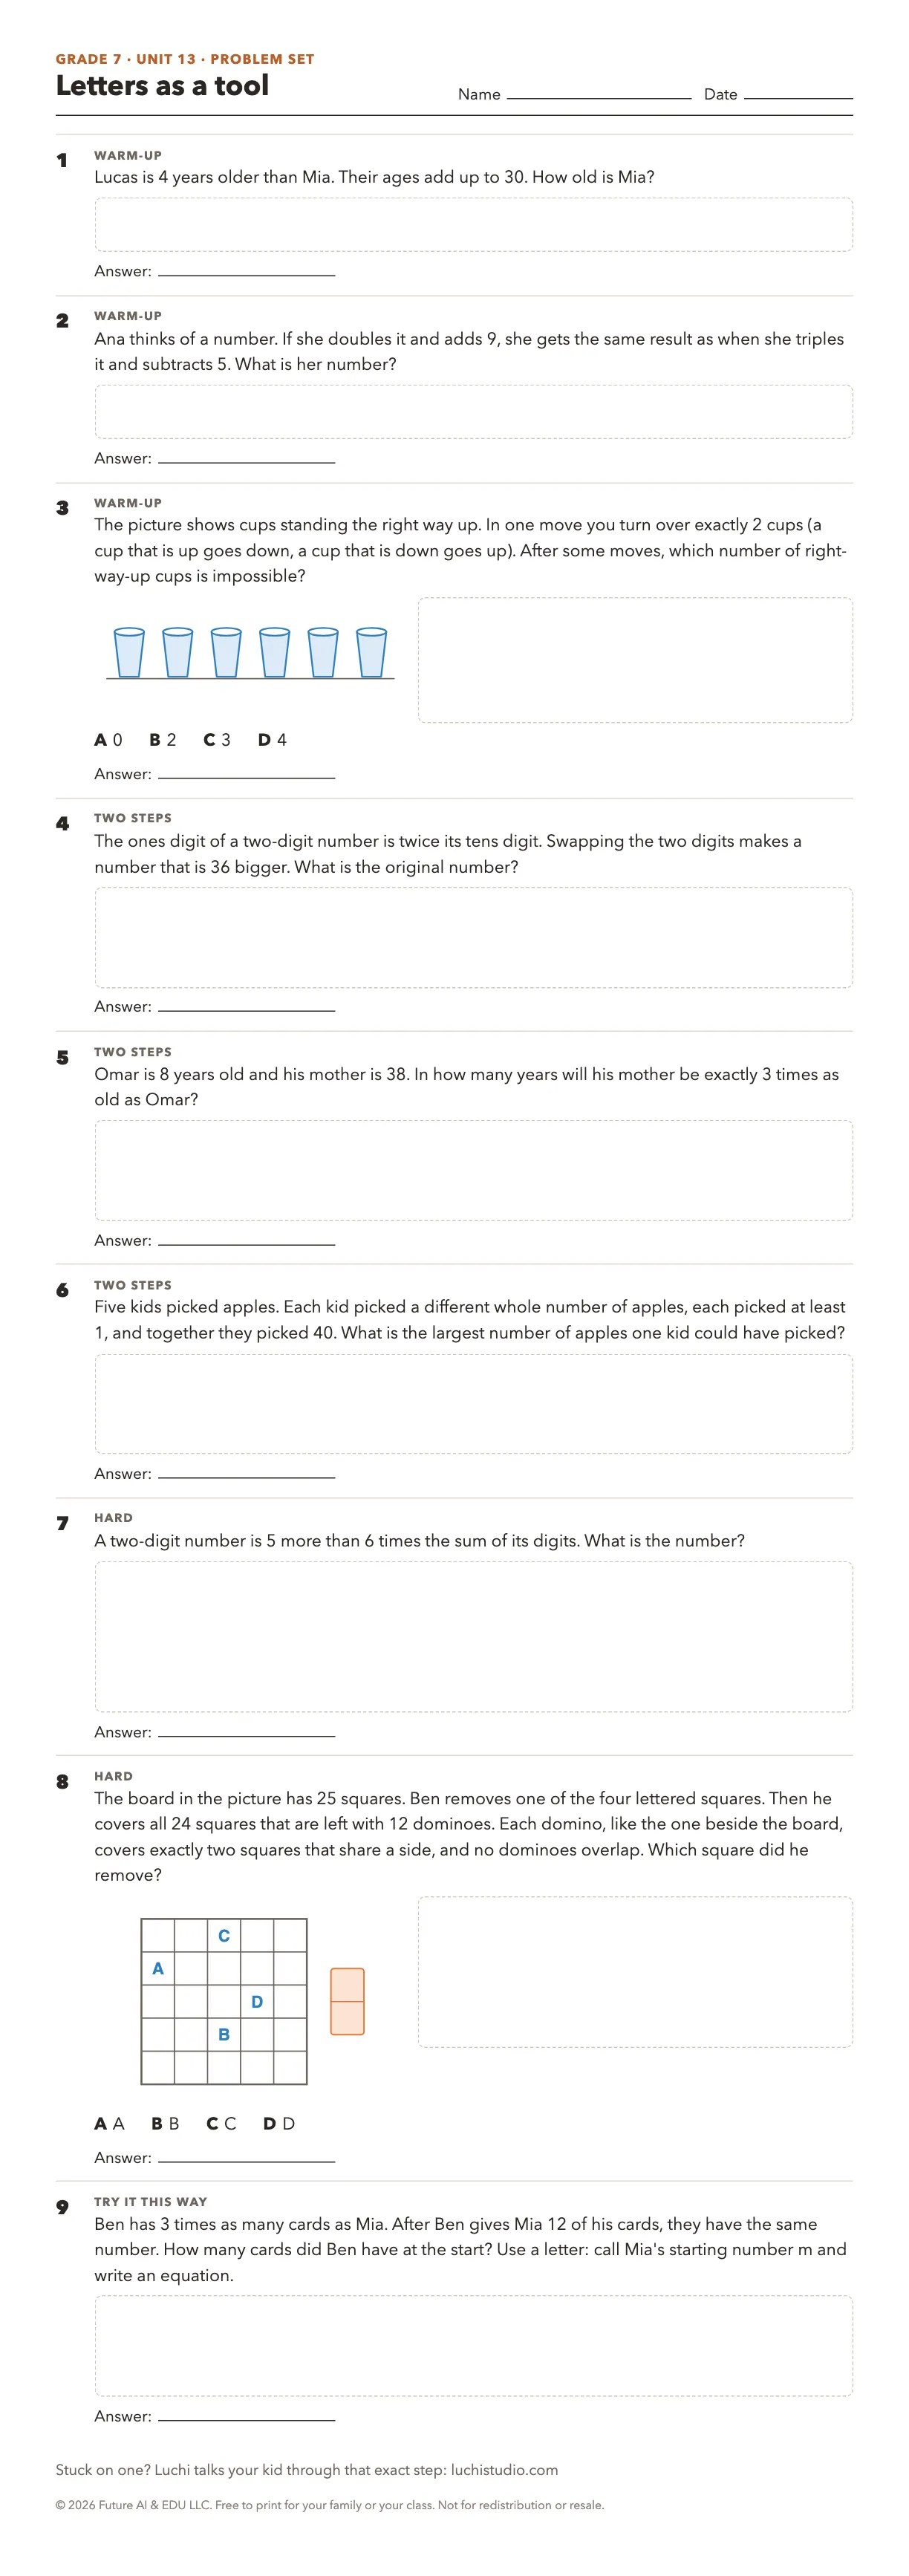 GRADE 7 · UNIT 13 · PROBLEM SET
Letters as a tool
Name Date
1
WARM-UP
Lucas is 4 years older than Mia. Their ages add up to 30. How old is Mia?
Answer:
2
WARM-UP
Ana thinks of a number. If she doubles it and adds 9, she gets the same result as when she triples
it and subtracts 5. What is her number?
Answer:
3
WARM-UP
The picture shows cups standing the right way up. In one move you turn over exactly 2 cups (a
cup that is up goes down, a cup that is down goes up). After some moves, which number of right-
way-up cups is impossible?
A 0 B 2 C 3 D 4
Answer:
4
TWO STEPS
The ones digit of a two-digit number is twice its tens digit. Swapping the two digits makes a
number that is 36 bigger. What is the original number?
Answer:
5
TWO STEPS
Omar is 8 years old and his mother is 38. In how many years will his mother be exactly 3 times as
old as Omar?
Answer:
6
TWO STEPS
Five kids picked apples. Each kid picked a different whole number of apples, each picked at least
1, and together they picked 40. What is the largest number of apples one kid could have picked?
Answer:
7
HARD
A two-digit number is 5 more than 6 times the sum of its digits. What is the number?
Answer:
8
HARD
The board in the picture has 25 squares. Ben removes one of the four lettered squares. Then he
covers all 24 squares that are left with 12 dominoes. Each domino, like the one beside the board,
covers exactly two squares that share a side, and no dominoes overlap. Which square did he
remove?
C
A
D
B
A A B B C C D D
Answer:
9
TRY IT THIS WAY
Ben has 3 times as many cards as Mia. After Ben gives Mia 12 of his cards, they have the same
number. How many cards did Ben have at the start? Use a letter: call Mia's starting number m and
write an equation.
Answer:
Stuck on one? Luchi talks your kid through that exact step: luchistudio.com
© 2026 Future AI & EDU LLC. Free to print for your family or your class. Not for redistribution or resale.